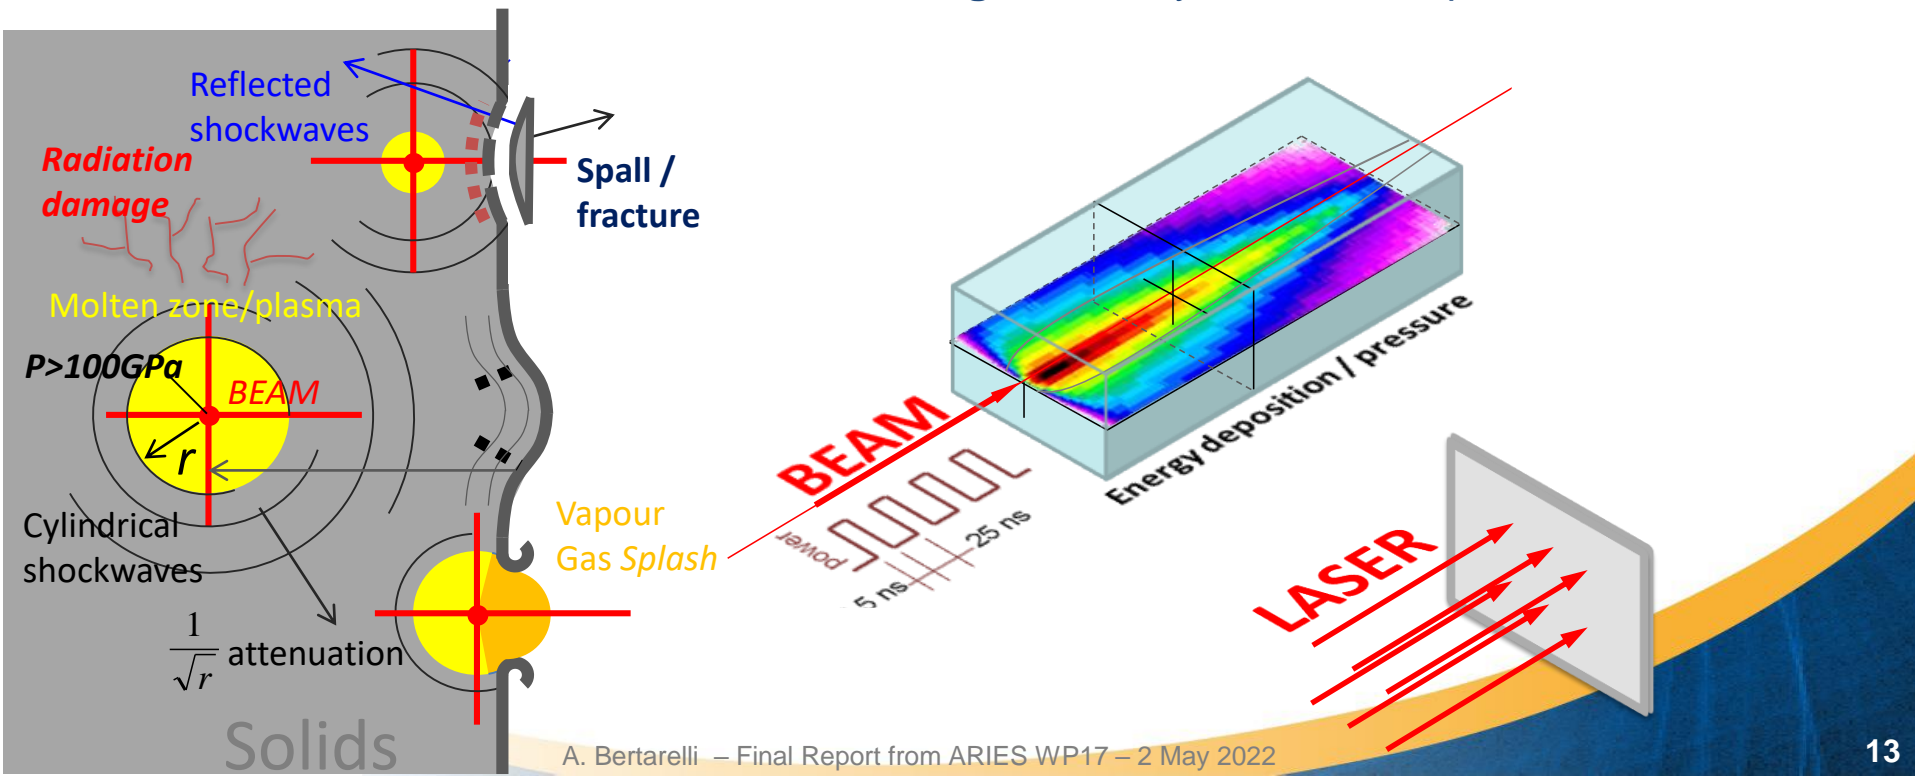 Reflected
shockwaves
Radiation
damage
Spall /
fracture
Molten zone/plasma
P>100GPa
BEAM
r
Cylindrical
shockwaves
1
√r attenuation
Vapour
Gas Splash
Solids
BEAM
power
5 ns
25 ns
Energy deposition / pressure
LASER
A. Bertarelli – Final Report from ARIES WP17 – 2 May 2022
13